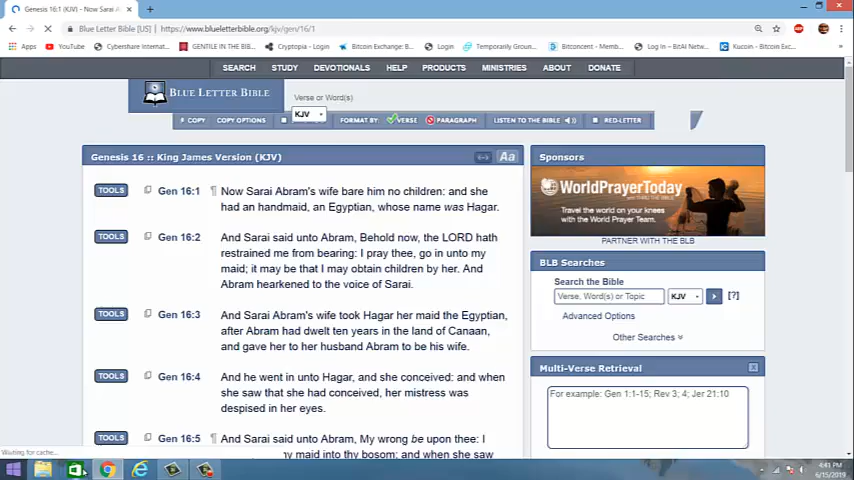 Genesis 16:1 (KJV) - Now Sarai A
Blue Letter Bible [US] | https://www.blueletterbible.org/kjv/gen/16/1
Apps YouTube Cybershare Internat... GENTILE IN THE BIB... Cryptopia - Login Bitcoin Exchange: B... Login Temporarily Groun... Bitconcent - Memb... Log In – BitAI Netwo... Kucoin - Bitcoin Exc...
SEARCH STUDY DEVOTIONALS HELP PRODUCTS MINISTRIES ABOUT DONATE
BLUE LETTER BIBLE
Verse or Word(s)
KJV
COPY COPY OPTIONS FORMAT BY: VERSE PARAGRAPH LISTEN TO THE BIBLE RED-LETTER
Genesis 16 :: King James Version (KJV) Aa
TOOLS Gen 16:1 ¶ Now Sarai Abram's wife bare him no children: and she
had an handmaid, an Egyptian, whose name was Hagar.
TOOLS Gen 16:2 And Sarai said unto Abram, Behold now, the LORD hath
restrained me from bearing: I pray thee, go in unto my
maid; it may be that I may obtain children by her. And
Abram hearkened to the voice of Sarai.
TOOLS Gen 16:3 And Sarai Abram's wife took Hagar her maid the Egyptian,
after Abram had dwelt ten years in the land of Canaan,
and gave her to her husband Abram to be his wife.
TOOLS Gen 16:4 And he went in unto Hagar, and she conceived: and when
she saw that she had conceived, her mistress was
despised in her eyes.
TOOLS Gen 16:5 ¶ And Sarai said unto Abram, My wrong be upon thee: I
my maid into thy bosom; and when she saw
Sponsors
WorldPrayerToday
and THRU the BIBLE
Travel the world on your knees
with the World Prayer Team.
PARTNER WITH THE BLB
BLB Searches
Search the Bible
Verse, Word(s) or Topic KJV [?]
Advanced Options
Other Searches
Multi-Verse Retrieval x
For example: Gen 1:1-15; Rev 3; 4; Jer 21:10
Waiting for cache...
4:41 PM
6/15/2019